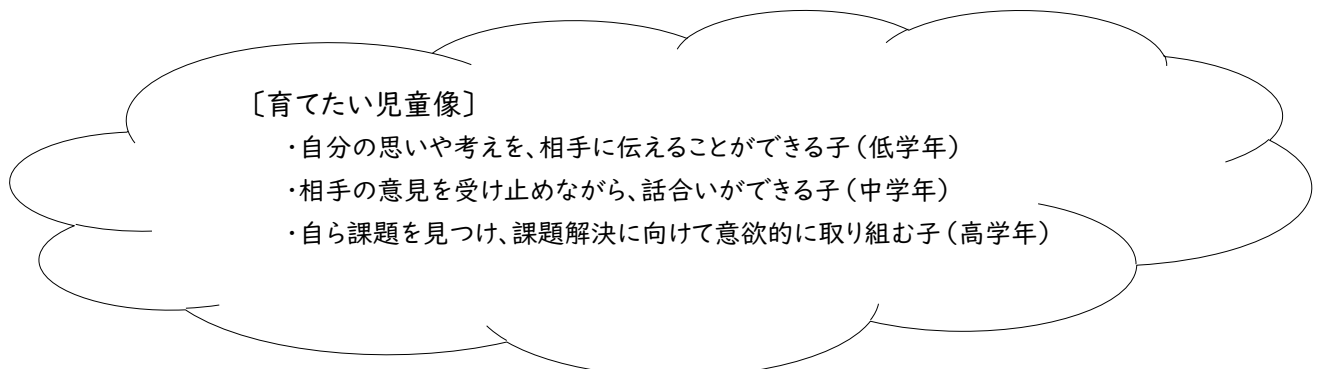 〔育てたい児童像〕
・自分の思いや考えを、相手に伝えることができる子(低学年)
・相手の意見を受け止めながら、話合いができる子(中学年)
・自ら課題を見つけ、課題解決に向けて意欲的に取り組む子(高学年)